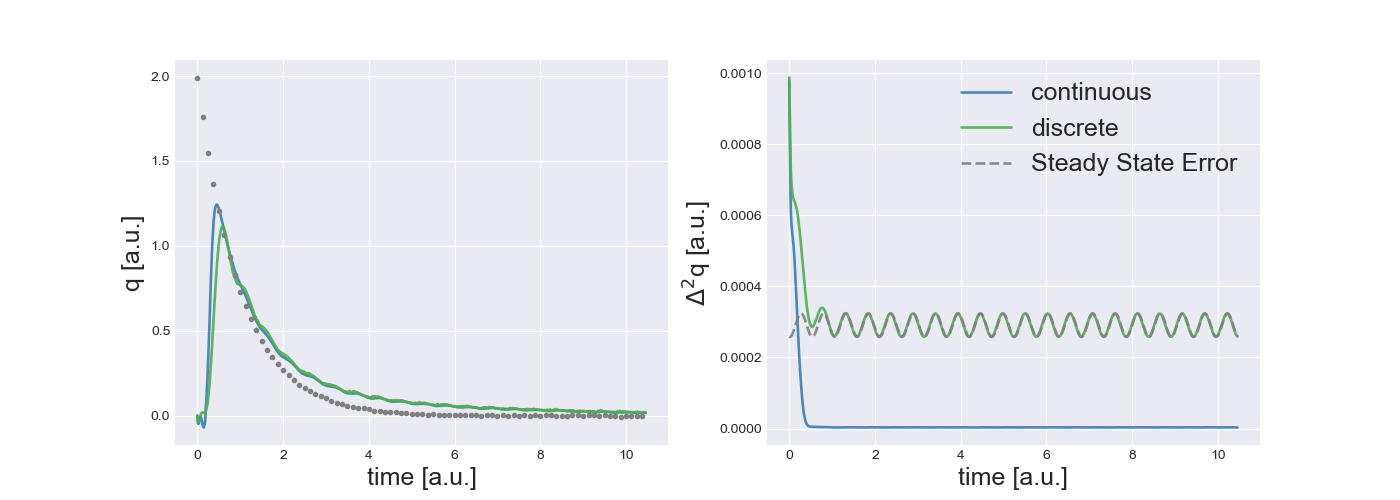 2.0
1.5
1.0
0.5
0.0
q [a.u.]
0 2 4 6 8 10
time [a.u.]
0.0010
0.0008
0.0006
0.0004
0.0002
0.0000
Δ²q [a.u.]
continuous
discrete
Steady State Error
0 2 4 6 8 10
time [a.u.]